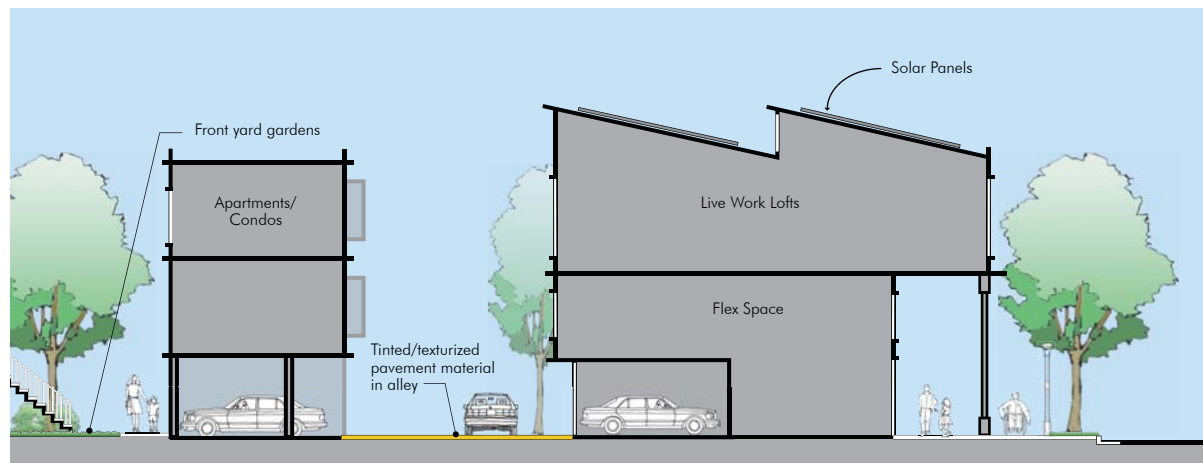 Solar Panels
Front yard gardens
Apartments/
Condos
Live Work Lofts
Flex Space
Tinted/texturized
pavement material
in alley